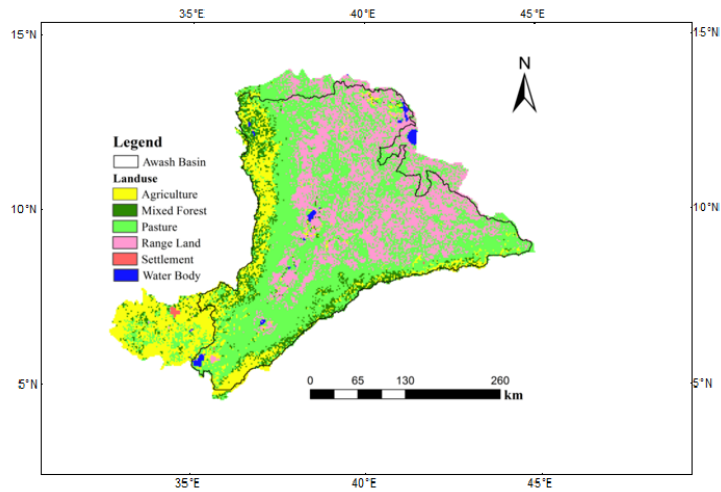 35°E 40°E 45°E
15°N 15°N
N
Legend
Awash Basin
Landuse
Agriculture
Mixed Forest
Pasture
Range Land
Settlement
Water Body
10°N 10°N
5°N 5°N
0 65 130 260
km
35°E 40°E 45°E